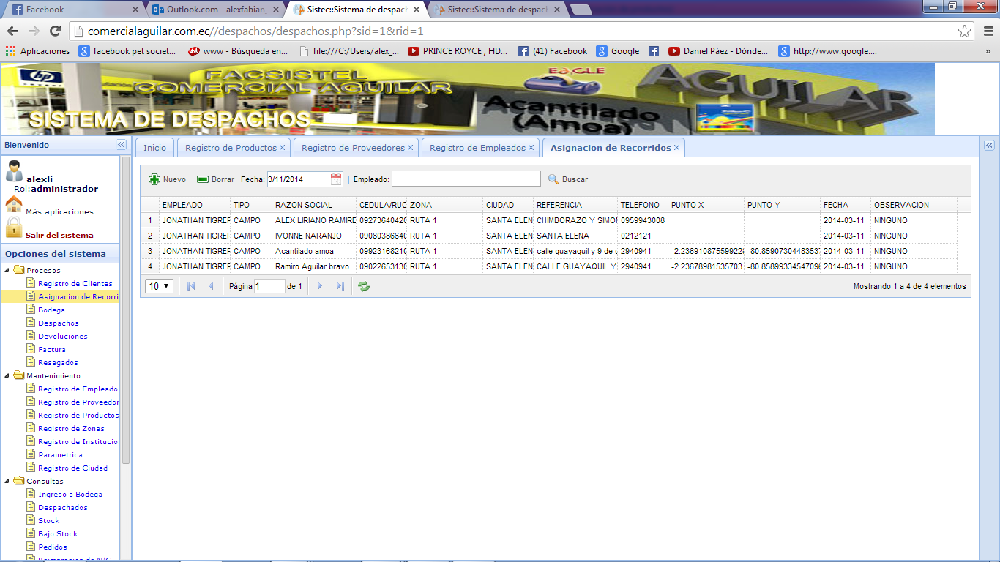 Facebook
Outlook.com - alexfabian_
Sistec::Sistema de despach
Sistec::Sistema de despach
comercialaguilar.com.ec//despachos/despachos.php?sid=1&rid=1
Aplicaciones facebook pet societ... www - Búsqueda en... file:///C:/Users/alex_... PRINCE ROYCE , HD... (41) Facebook Google Daniel Páez - Dónde... http://www.google.... »
hp
FACSISTEL
COMERCIAL AGUILAR
SISTEMA DE DESPACHOS
EAGLE
Acantilado
(Amoa)
AGUILAR
Bienvenido
alexli
Rol:administrador
Más aplicaciones
Salir del sistema
Opciones del sistema
Procesos
Registro de Clientes
Asignacion de Recorri
Bodega
Despachos
Devoluciones
Factura
Resagados
Mantenimiento
Registro de Empleados
Registro de Proveedor
Registro de Productos
Registro de Zonas
Registro de Institucion
Parametrica
Registro de Ciudad
Consultas
Ingreso a Bodega
Despachados
Stock
Bajo Stock
Pedidos
Inicio Registro de Productos Registro de Proveedores Registro de Empleados Asignacion de Recorridos
Nuevo Borrar Fecha: 3/11/2014 | Empleado: Buscar
EMPLEADO TIPO RAZON SOCIAL CEDULA/RUC ZONA CIUDAD REFERENCIA TELEFONO PUNTO X PUNTO Y FECHA OBSERVACION
1 JONATHAN TIGRER CAMPO ALEX LIRIANO RAMIRE 09273640420 RUTA 1 SANTA ELEN CHIMBORAZO Y SIMON 0959943008 2014-03-11 NINGUNO
2 JONATHAN TIGRER CAMPO IVONNE NARANJO 09080386640 RUTA 1 SANTA ELEN SANTA ELENA 0212121 2014-03-11 NINGUNO
3 JONATHAN TIGRER CAMPO Acantilado amoa 09923168210 RUTA 1 SANTA ELEN calle guayaquil y 9 de o 2940941 -2.236910875599228 -80.8590730448353 2014-03-11 NINGUNO
4 JONATHAN TIGRER CAMPO Ramiro Aguilar bravo 09022653130 RUTA 1 SANTA ELEN CALLE GUAYAQUIL Y 2940941 -2.23678981535703 -80.8589933454709 2014-03-11 NINGUNO
10 Página 1 de 1 Mostrando 1 a 4 de 4 elementos